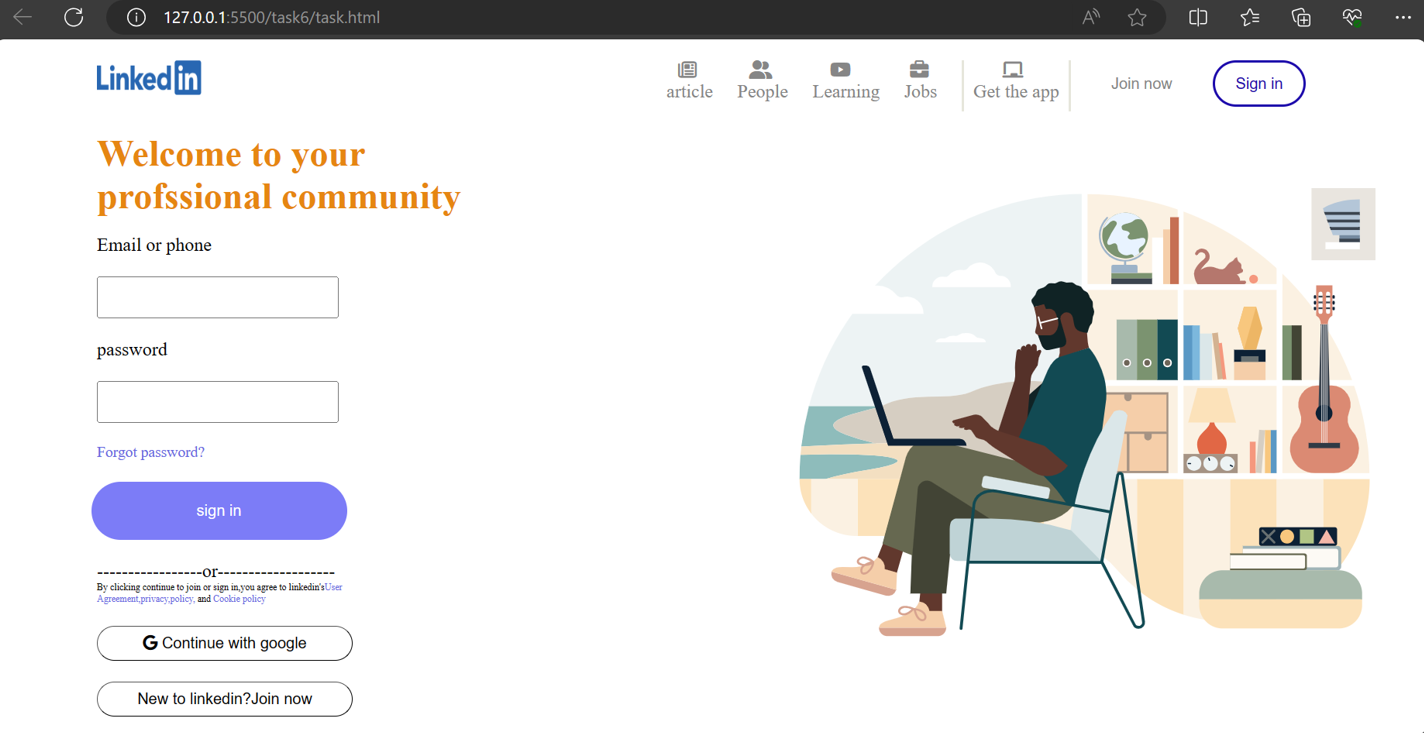 127.0.0.1:5500/task6/task.html
Linked in
article People Learning Jobs Get the app Join now Sign in
Welcome to your
profssional community
Email or phone
password
Forgot password?
sign in
-----------------or-------------------
By clicking continue to join or sign in,you agree to linkedin'sUser
Agreement,privacy,policy, and Cookie policy
G Continue with google
New to linkedin?Join now